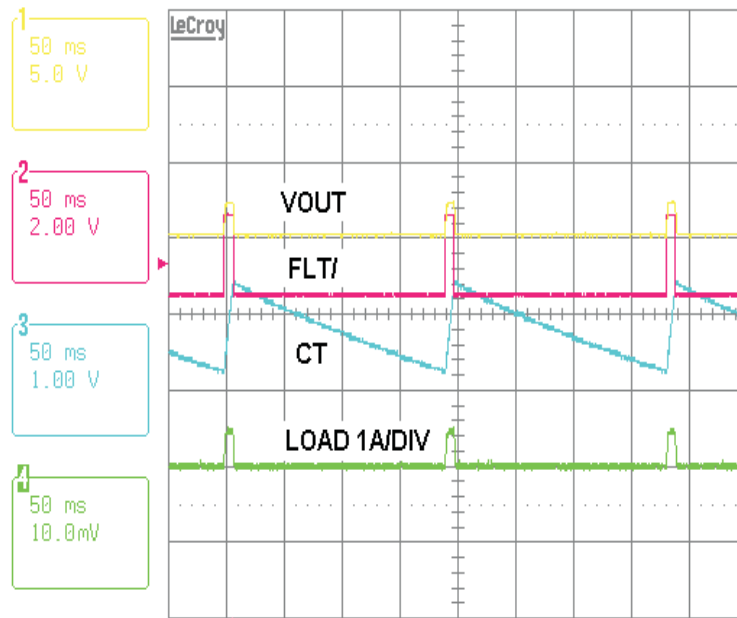 1
50 ms
5.0 V
2
50 ms
2.00 V
3
50 ms
1.00 V
4
50 ms
10.0mV
LeCroy
VOUT
FLT/
CT
LOAD 1A/DIV